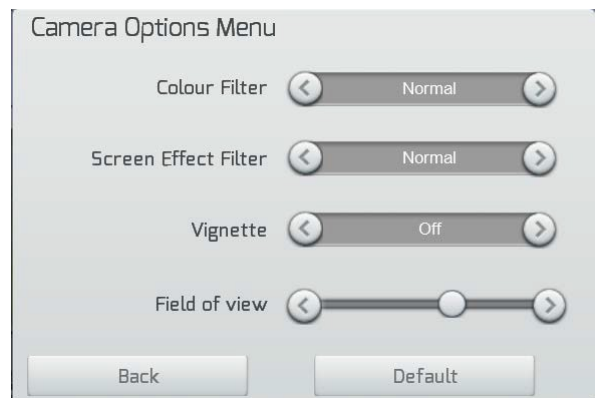 Camera Options Menu
Colour Filter Normal
Screen Effect Filter Normal
Vignette Off
Field of view
Back Default